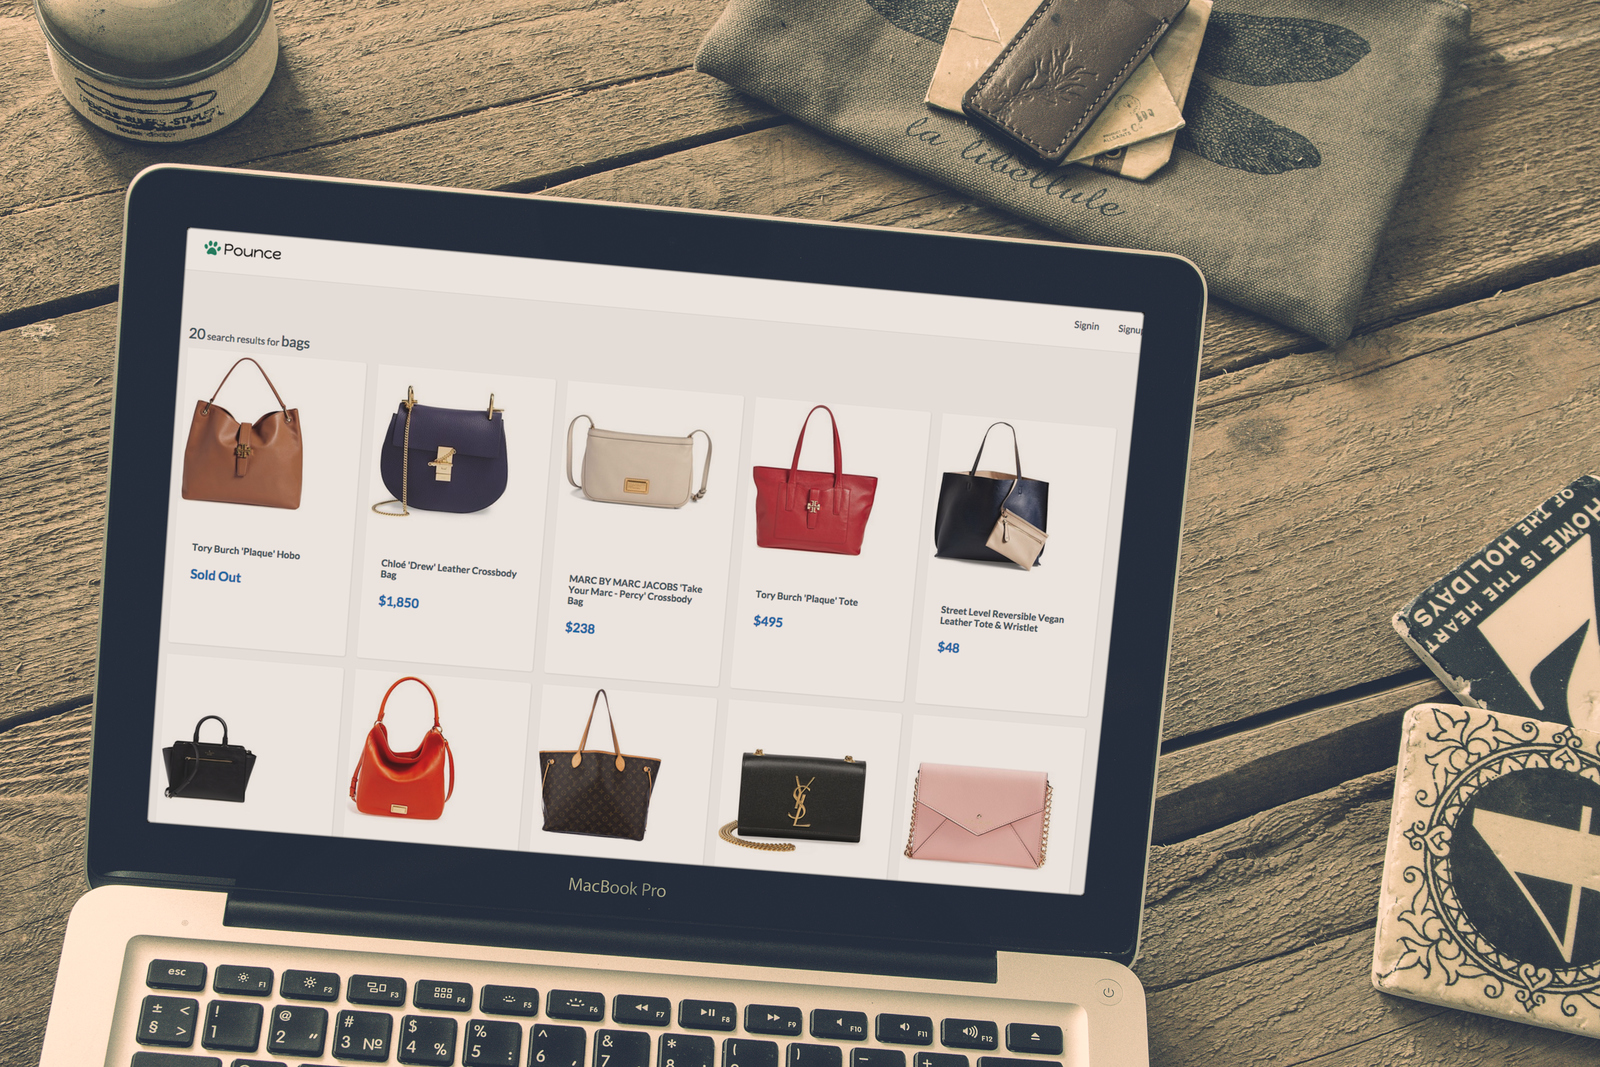 la libellule
HOME IS THE HEART
OF THE HOLIDAYS
Pounce
Signin
20 search results for bags
Tory Burch 'Plaque' Hobo
Sold Out
Chloé 'Drew' Leather Crossbody
Bag
$1,850
MARC BY MARC JACOBS 'Take
Your Marc - Percy' Crossbody
Bag
$238
Tory Burch 'Plaque' Tote
$495
Street Level Reversible Vegan
Leather Tote & Wristlet
$48
YSL
MacBook Pro
esc F1 F2 F3 F4 F5 F6 F7 F8 F9 F10 F11 F12
± < ! @ # $ % ^ & * ( )  − +
§ > 1 2 " 3 № 4 % 5 : 6 , 7 8